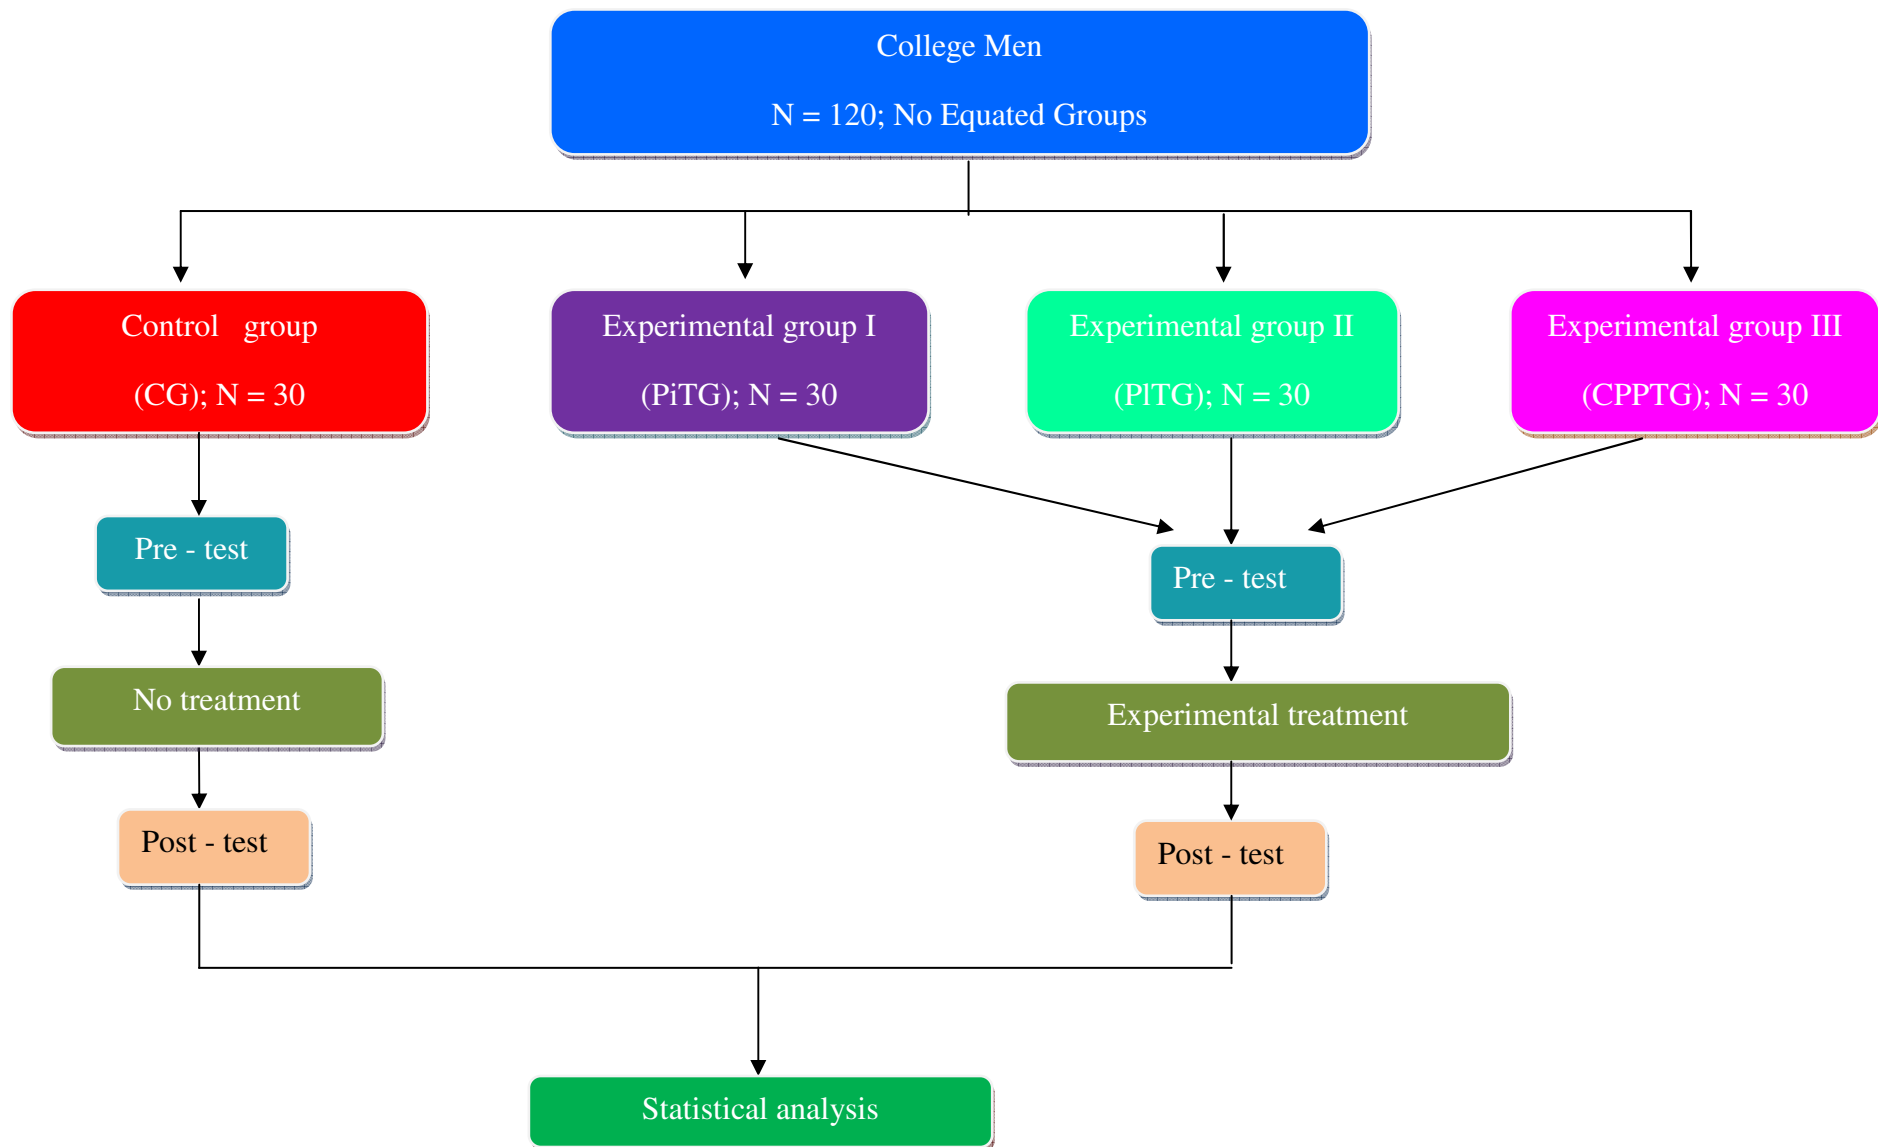 College Men
N = 120; No Equated Groups
Control group
(CG); N = 30
Experimental group I
(PiTG); N = 30
Experimental group II
(PlTG); N = 30
Experimental group III
(CPPTG); N = 30
Pre - test
Pre - test
No treatment
Experimental treatment
Post - test
Post - test
Statistical analysis